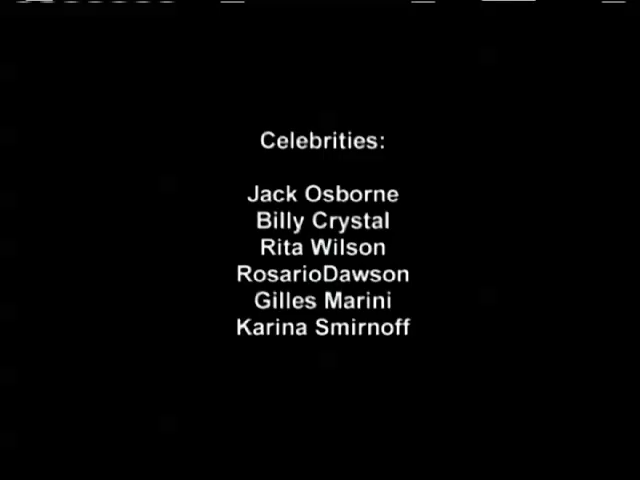 Celebrities:
Jack Osborne
Billy Crystal
Rita Wilson
RosarioDawson
Gilles Marini
Karina Smirnoff